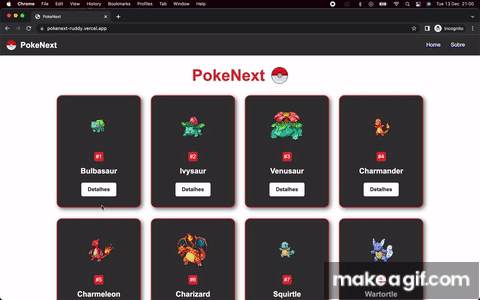 Chrome File Edit View History Bookmarks Profiles Tab Window Help
Tue 13 Dec 21:00
PokeNext
pokenext-ruddy.vercel.app
Incognito
PokeNext
Home Sobre
PokeNext
#1 #2 #3 #4
Bulbasaur Ivysaur Venusaur Charmander
Detalhes Detalhes Detalhes Detalhes
#5 #6 #7
Charmeleon Charizard Squirtle Wartortle
makeagif.com